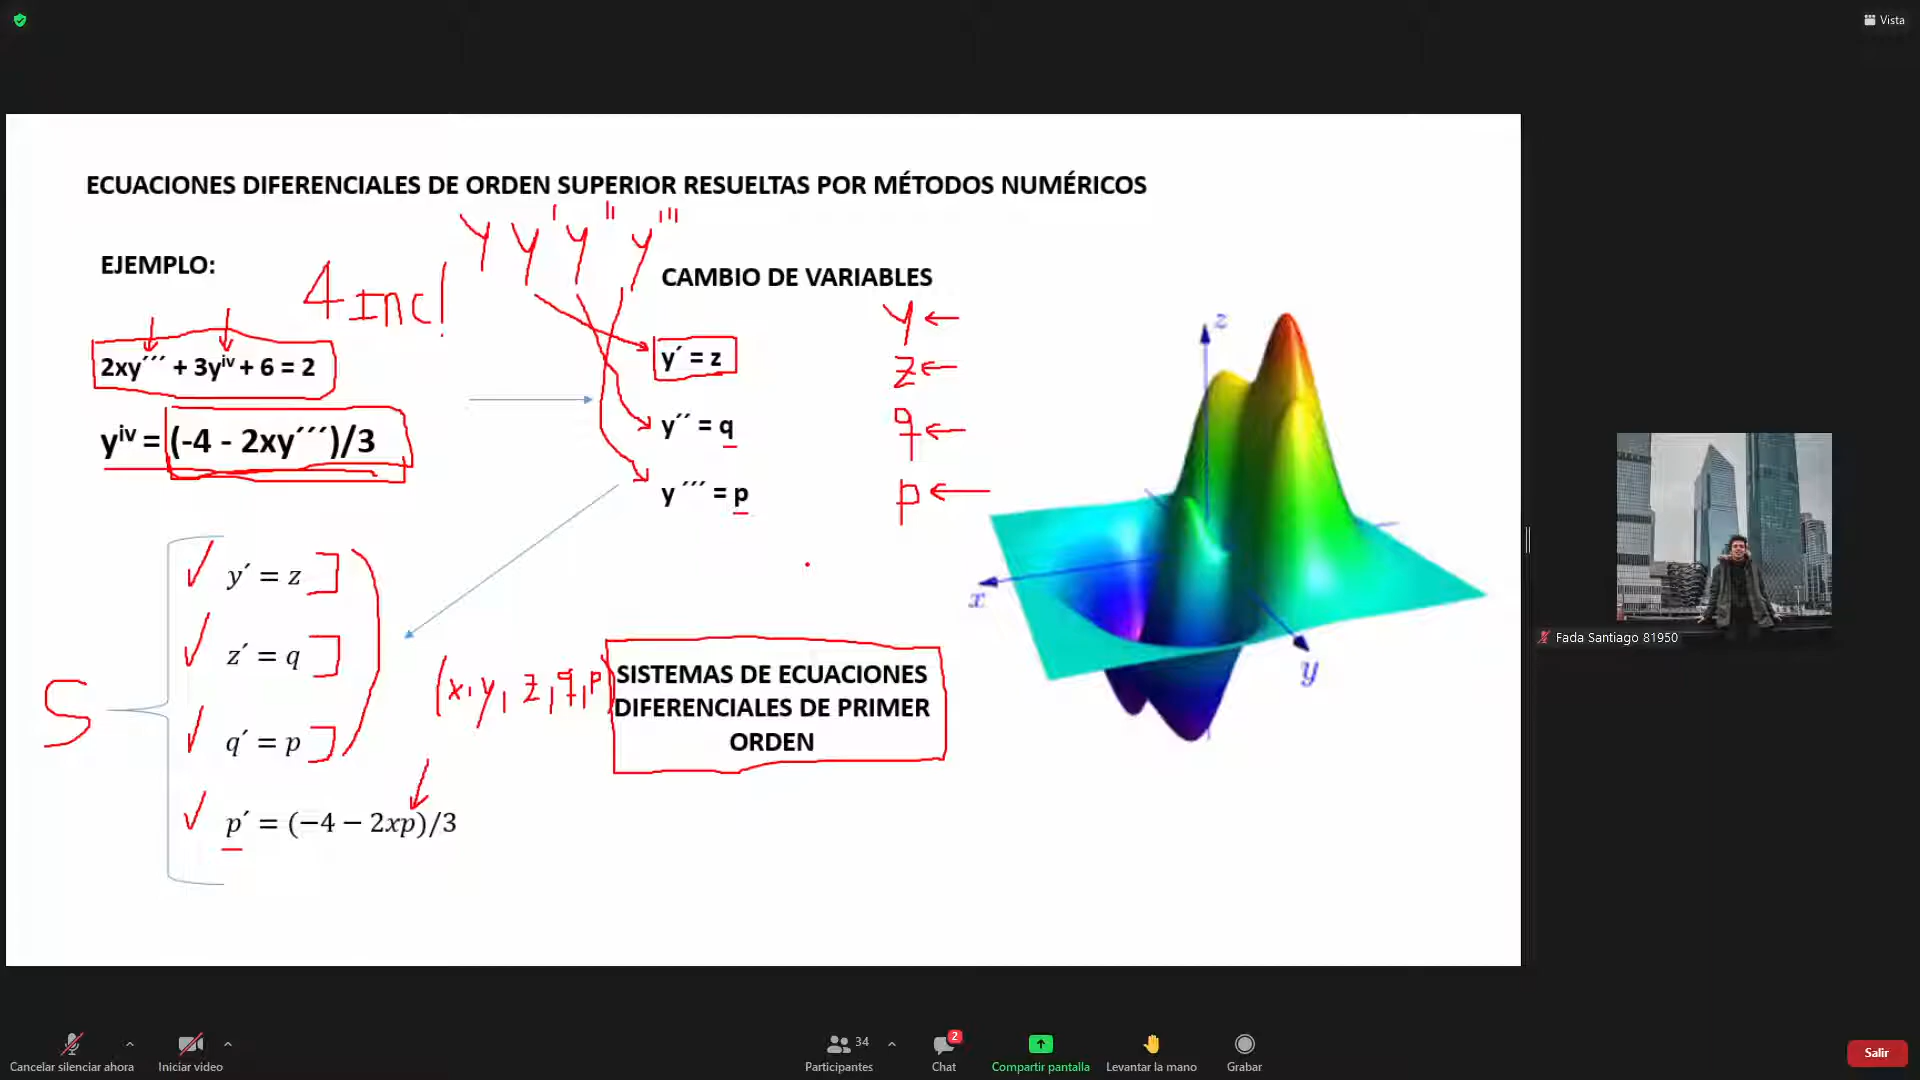 Vista
ECUACIONES DIFERENCIALES DE ORDEN SUPERIOR RESUELTAS POR MÉTODOS NUMÉRICOS
y y' y'' y'''
EJEMPLO:
4 Inc!
2xy´´´ + 3yⁱᵛ + 6 = 2
yⁱᵛ = (-4 - 2xy´´´)/3
CAMBIO DE VARIABLES
y´ = z
y´´ = q
y ´´´ = p
y ←
z ←
q ←
p ←
S
y´ = z
z´ = q
q´ = p
p´ = (−4 − 2xp)/3
(x, y, z, q, p)
SISTEMAS DE ECUACIONES
DIFERENCIALES DE PRIMER
ORDEN
z
x
y
Fada Santiago 81950
Cancelar silenciar ahora
Iniciar video
34
Participantes
2
Chat
Compartir pantalla
Levantar la mano
Grabar
Salir